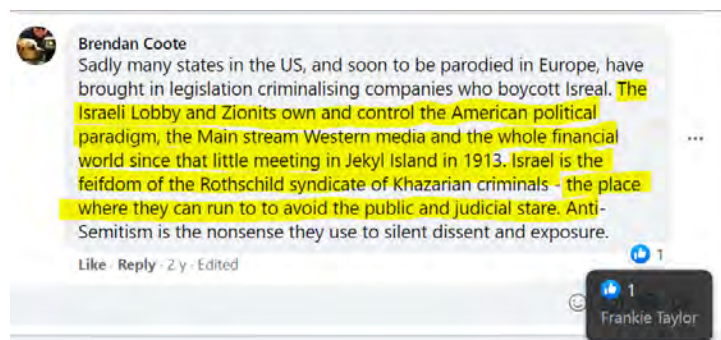 Brendan Coote
Sadly many states in the US, and soon to be parodied in Europe, have
brought in legislation criminalising companies who boycott Isreal. The
Israeli Lobby and Zionits own and control the American political
paradigm, the Main stream Western media and the whole financial
world since that little meeting in Jekyl Island in 1913. Israel is the
feifdom of the Rothschild syndicate of Khazarian criminals - the place
where they can run to to avoid the public and judicial stare. Anti-
Semitism is the nonsense they use to silent dissent and exposure.
Like · Reply · 2 y · Edited
1
1
Frankie Taylor